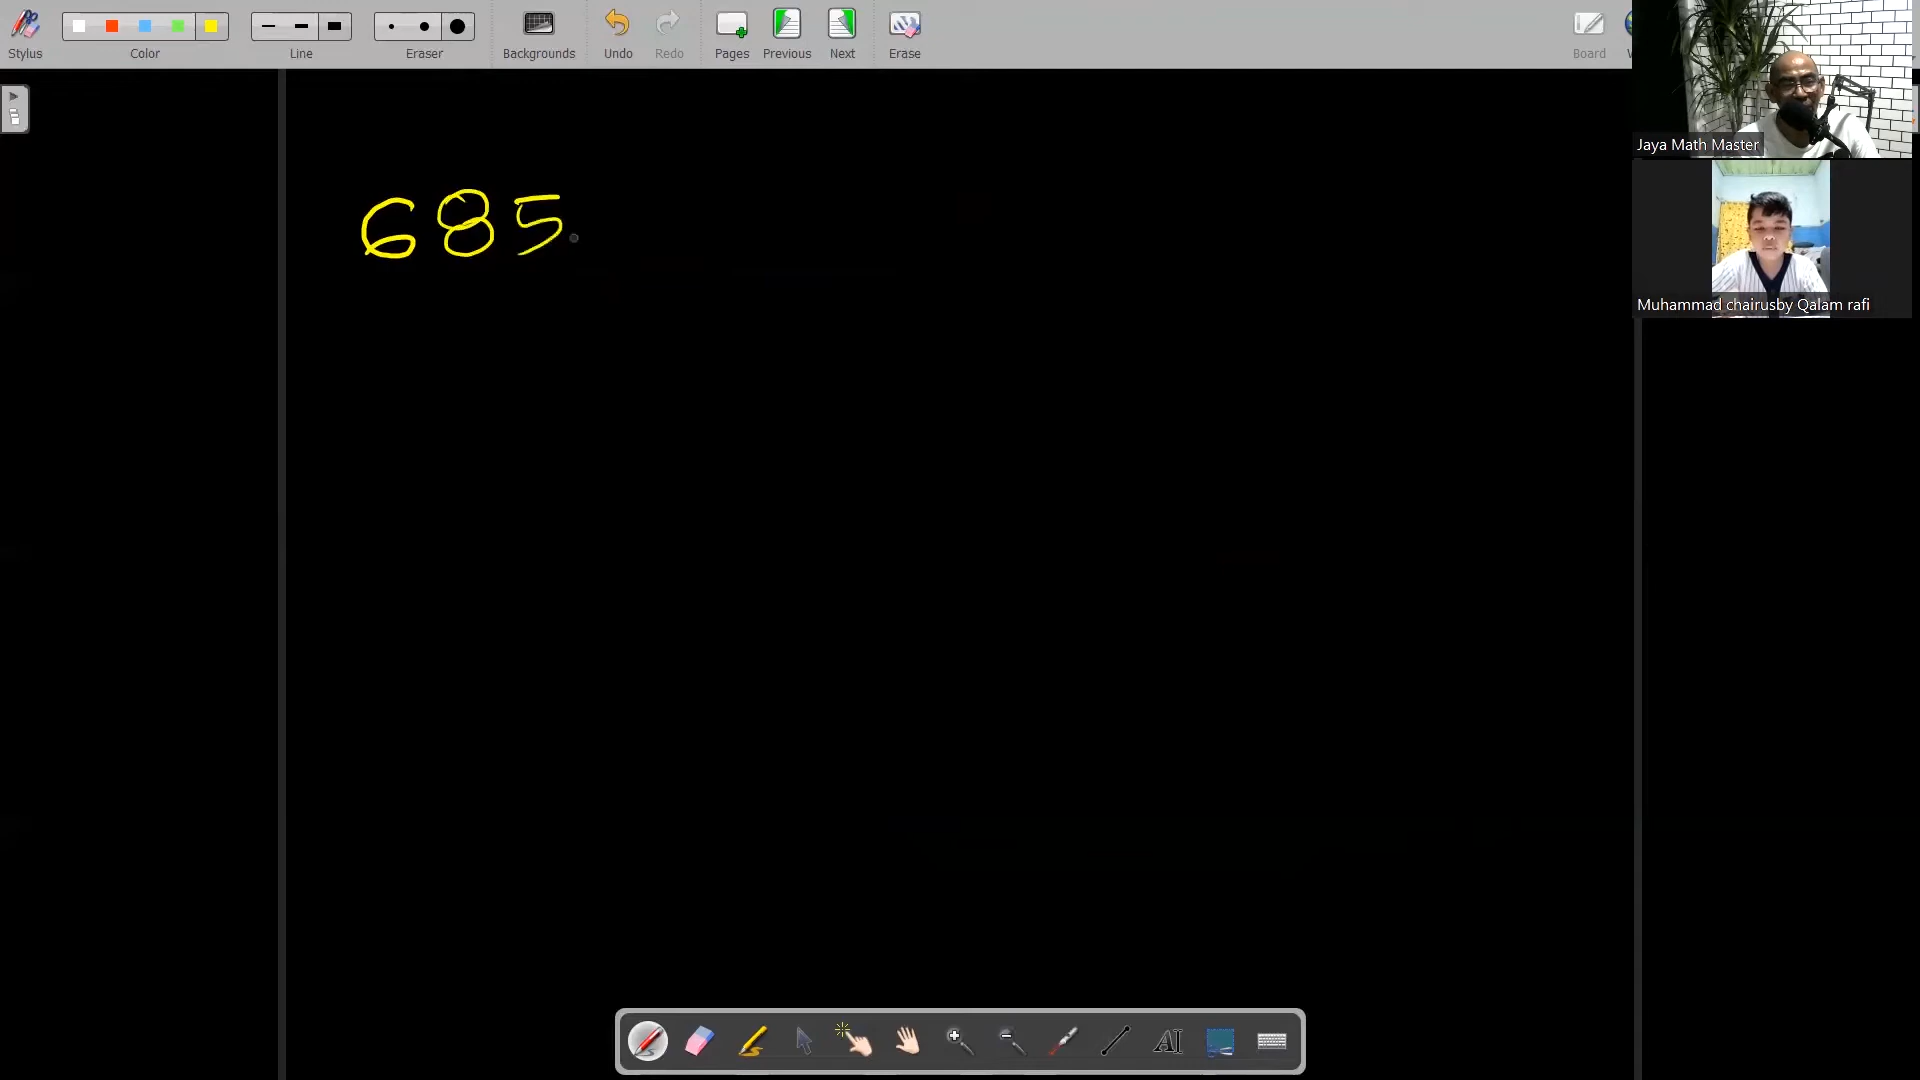 Stylus Color Line Eraser Backgrounds Undo Redo Pages Previous Next Erase Board
Jaya Math Master
685
Muhammad chairusby Qalam rafi